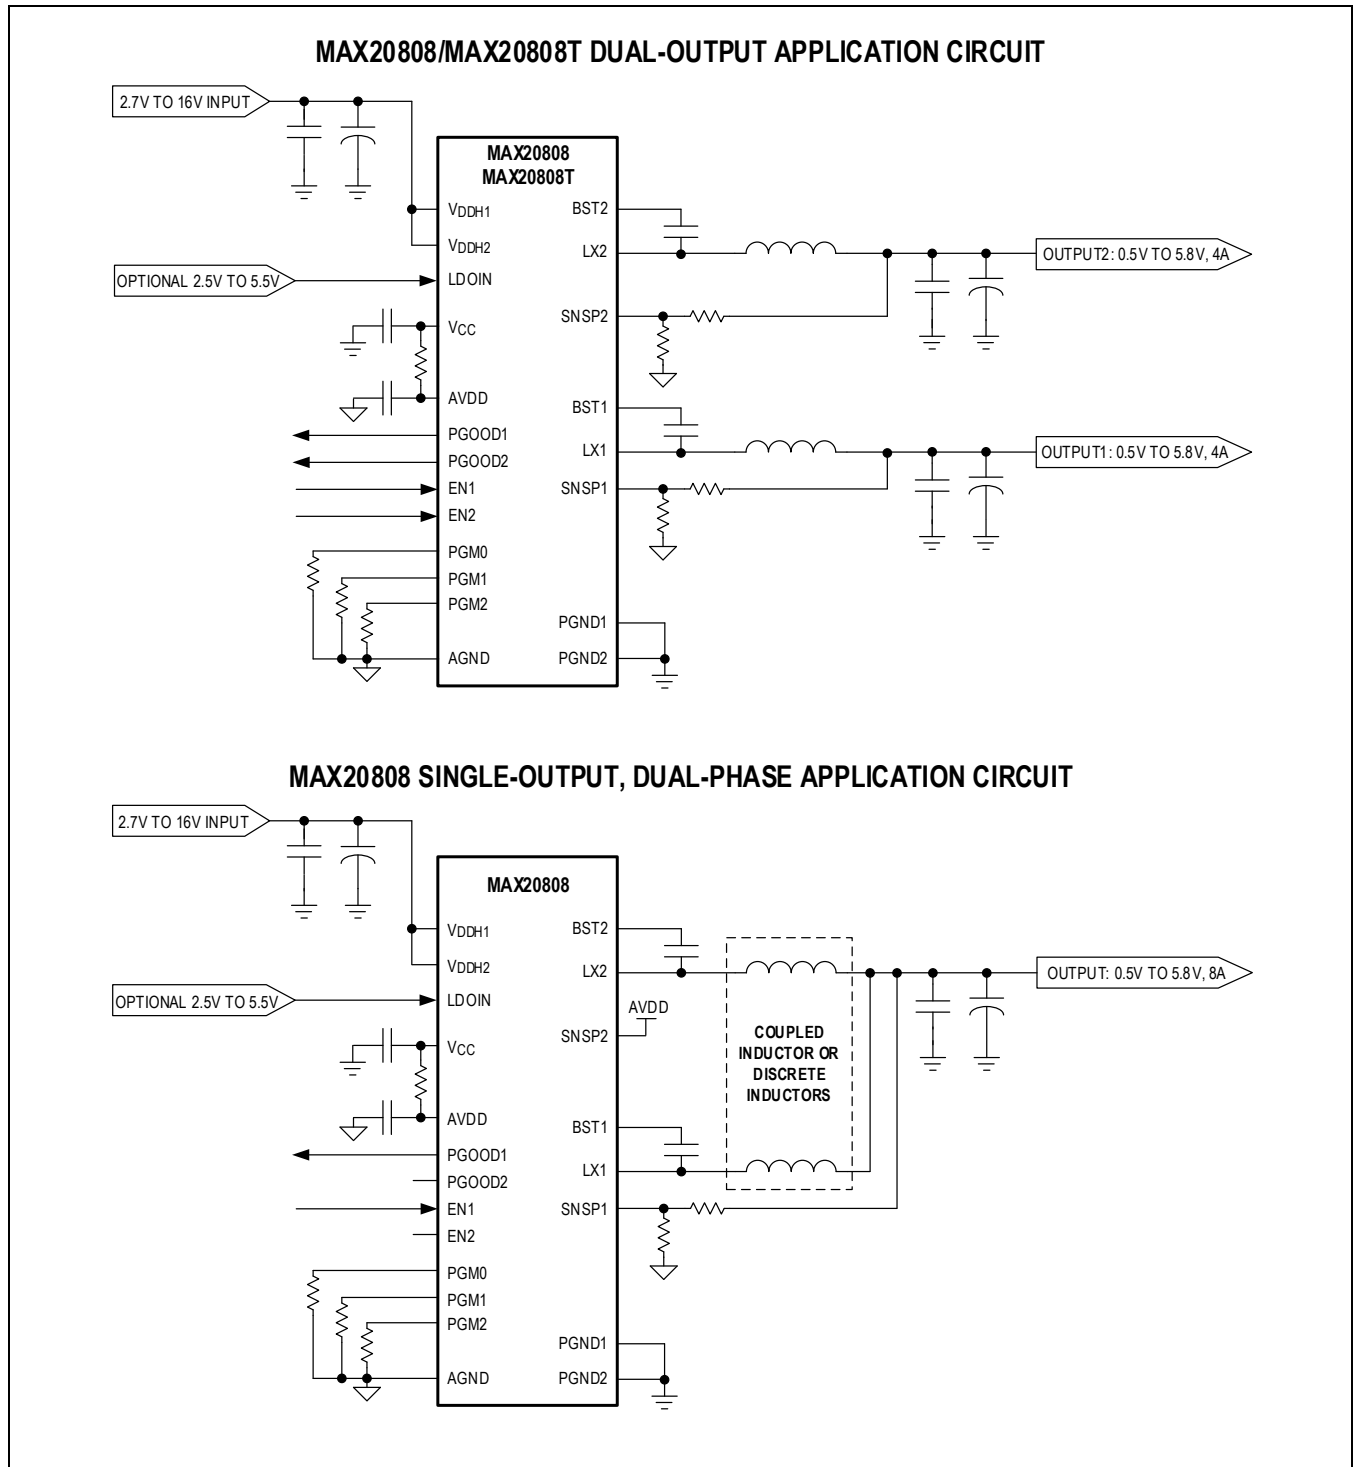 MAX20808/MAX20808T DUAL-OUTPUT APPLICATION CIRCUIT
2.7V TO 16V INPUT
MAX20808
MAX20808T
VDDH1
BST2
VDDH2
LX2
OUTPUT2: 0.5V TO 5.8V, 4A
OPTIONAL 2.5V TO 5.5V
LDOIN
SNSP2
VCC
AVDD
BST1
PGOOD1
LX1
OUTPUT1: 0.5V TO 5.8V, 4A
PGOOD2
EN1
SNSP1
EN2
PGM0
PGM1
PGM2
PGND1
AGND
PGND2
MAX20808 SINGLE-OUTPUT, DUAL-PHASE APPLICATION CIRCUIT
2.7V TO 16V INPUT
MAX20808
VDDH1
BST2
VDDH2
LX2
OUTPUT: 0.5V TO 5.8V, 8A
OPTIONAL 2.5V TO 5.5V
LDOIN
AVDD
SNSP2
COUPLED
INDUCTOR OR
DISCRETE
INDUCTORS
VCC
AVDD
BST1
PGOOD1
LX1
PGOOD2
EN1
SNSP1
EN2
PGM0
PGM1
PGM2
PGND1
AGND
PGND2